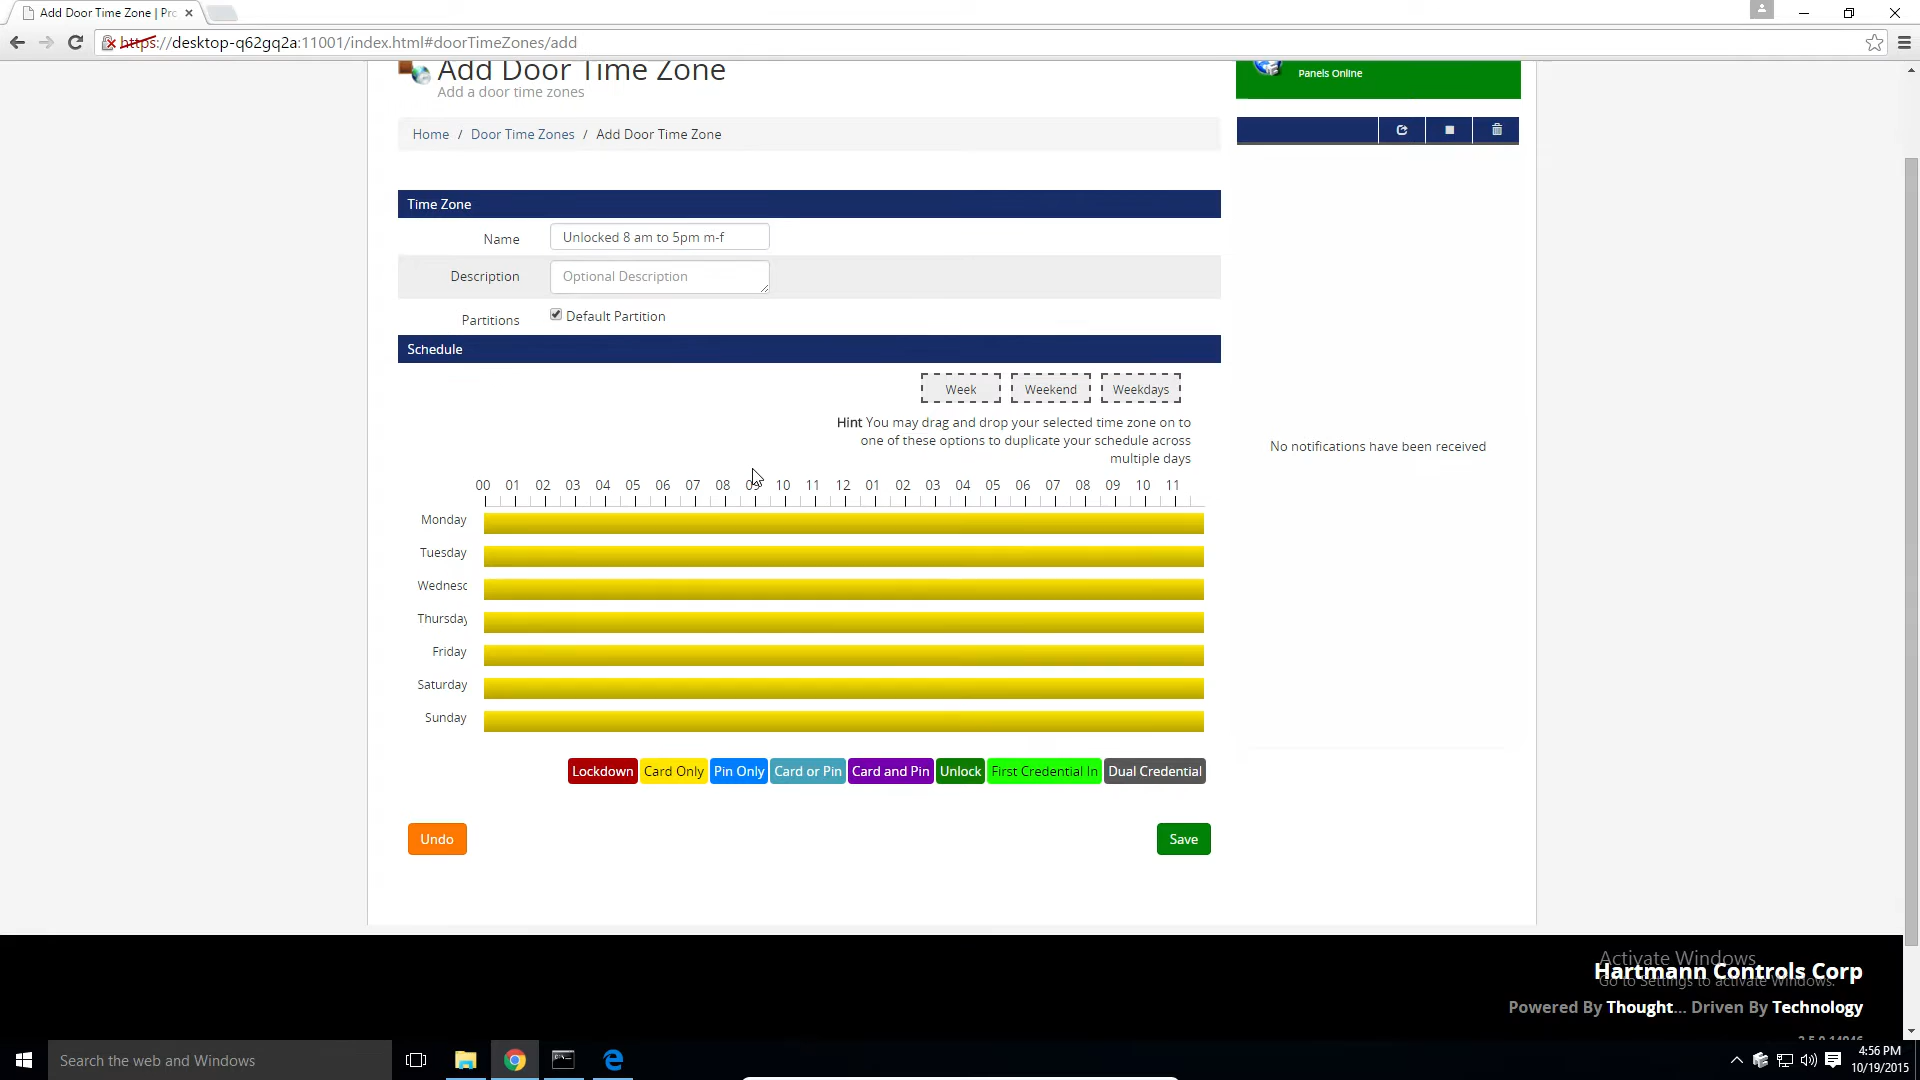 Add Door Time Zone | Pro
https://desktop-q62gq2a:11001/index.html#doorTimeZones/add
Add Door Time Zone
Add a door time zones
Panels Online
Home / Door Time Zones / Add Door Time Zone
Time Zone
Name Unlocked 8 am to 5pm m-f
Description Optional Description
Partitions Default Partition
Schedule
Week Weekend Weekdays
Hint You may drag and drop your selected time zone on to
one of these options to duplicate your schedule across
multiple days
No notifications have been received
00 01 02 03 04 05 06 07 08 09 10 11 12 01 02 03 04 05 06 07 08 09 10 11
Monday
Tuesday
Wednesc
Thursday
Friday
Saturday
Sunday
Lockdown Card Only Pin Only Card or Pin Card and Pin Unlock First Credential In Dual Credential
Undo Save
Activate Windows
Hartmann Controls Corp
Go to Settings to activate Windows.
Powered By Thought... Driven By Technology
Search the web and Windows
4:56 PM
10/19/2015